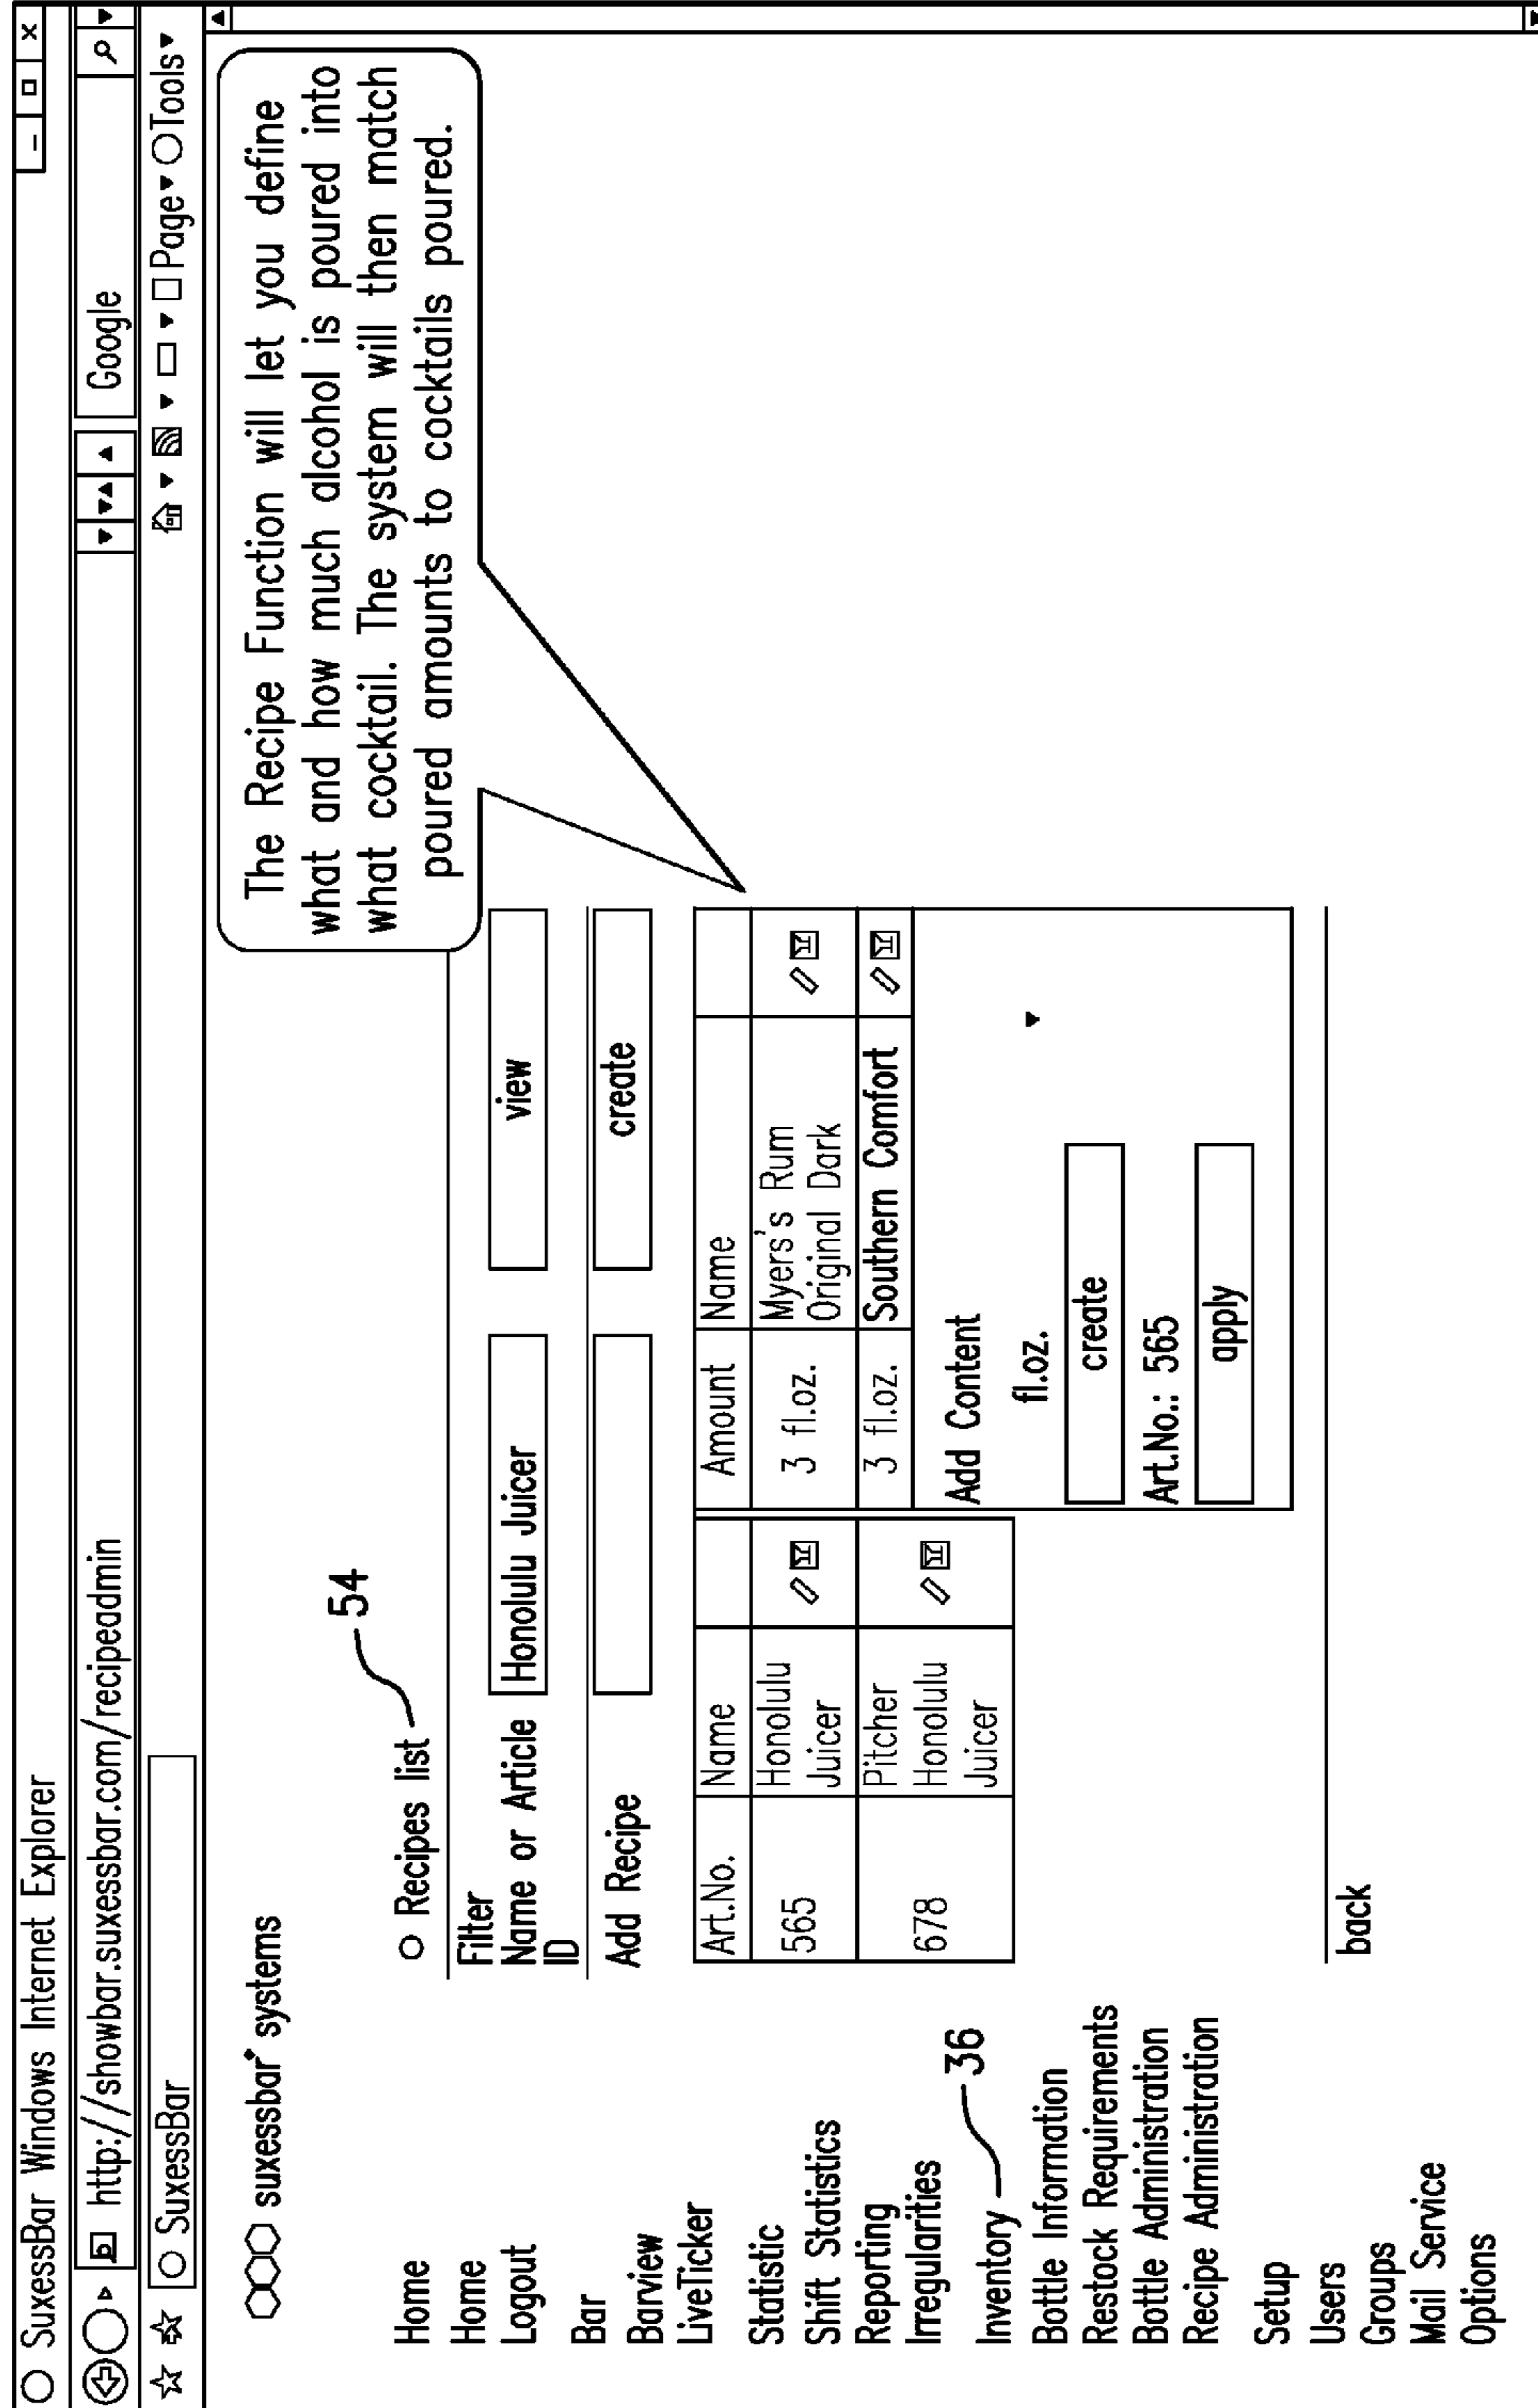 SuxessBar Windows Internet Explorer
http://showbar.suxessbar.com/recipeadmin
Google
SuxessBar
Page
Tools
suxessbar systems
The Recipe Function will let you define
what and how much alcohol is poured into
what cocktail. The system will then match
poured amounts to cocktails poured.
Home
Home
Logout
Bar
Barview
LiveTicker
Statistic
Shift Statistics
Reporting
Irregularities
Inventory
36
Bottle Information
Restock Requirements
Bottle Administration
Recipe Administration
Setup
Users
Groups
Mail Service
Options
54
Recipes list
Filter
Name or Article Honolulu Juicer view
ID
Add Recipe create
Art.No. Name
565 Honolulu
Juicer
678 Pitcher
Honolulu
Juicer
Amount Name
3 fl.oz. Myers's Rum
Original Dark
3 fl.oz. Southern Comfort
Add Content
fl.oz.
create
Art.No.: 565
apply
back